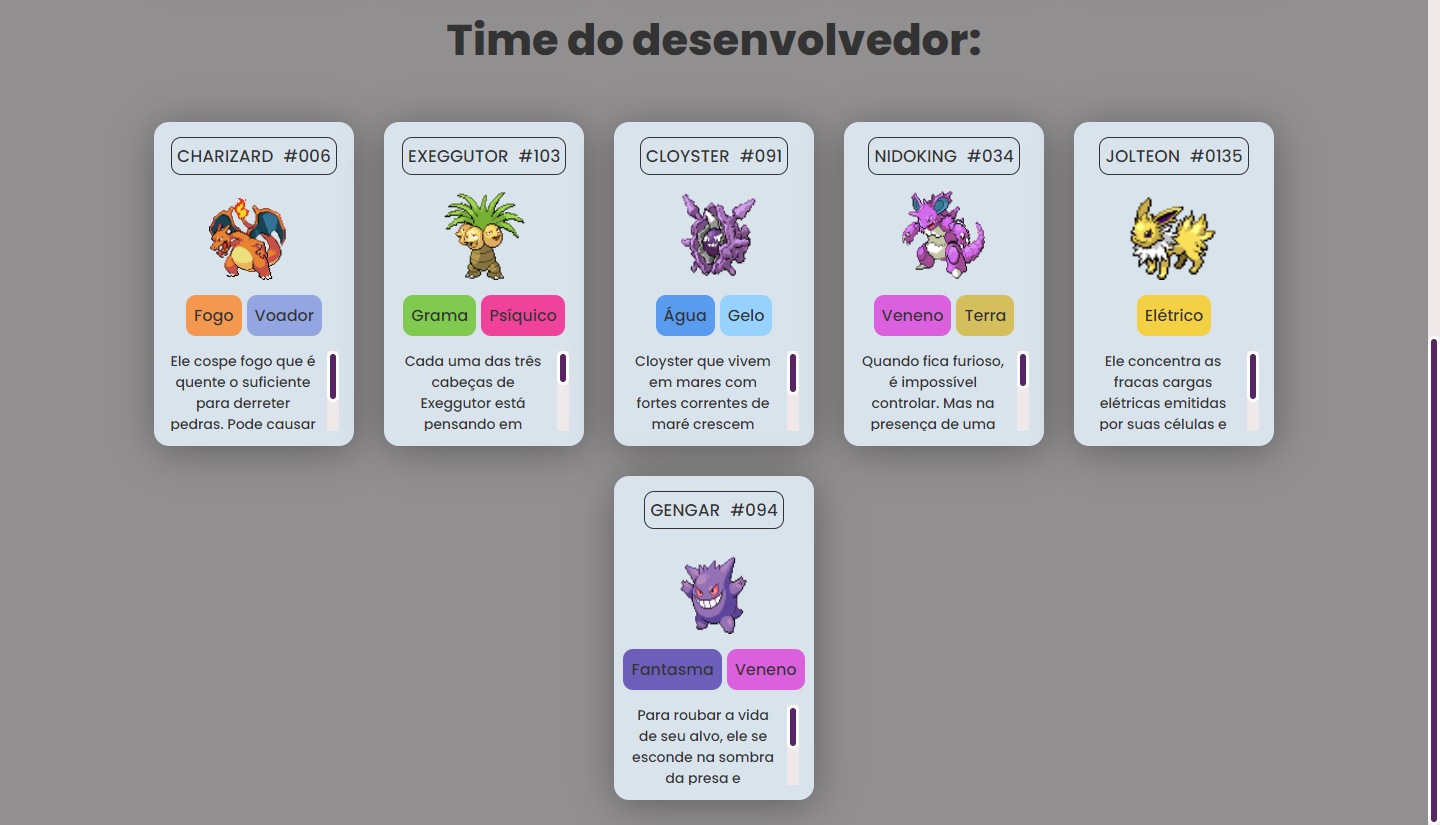 Time do desenvolvedor:
CHARIZARD #006
Fogo Voador
Ele cospe fogo que é
quente o suficiente
para derreter
pedras. Pode causar
EXEGGUTOR #103
Grama Psíquico
Cada uma das três
cabeças de
Exeggutor está
pensando em
CLOYSTER #091
Água Gelo
Cloyster que vivem
em mares com
fortes correntes de
maré crescem
NIDOKING #034
Veneno Terra
Quando fica furioso,
é impossível
controlar. Mas na
presença de uma
JOLTEON #0135
Elétrico
Ele concentra as
fracas cargas
elétricas emitidas
por suas células e
GENGAR #094
Fantasma Veneno
Para roubar a vida
de seu alvo, ele se
esconde na sombra
da presa e